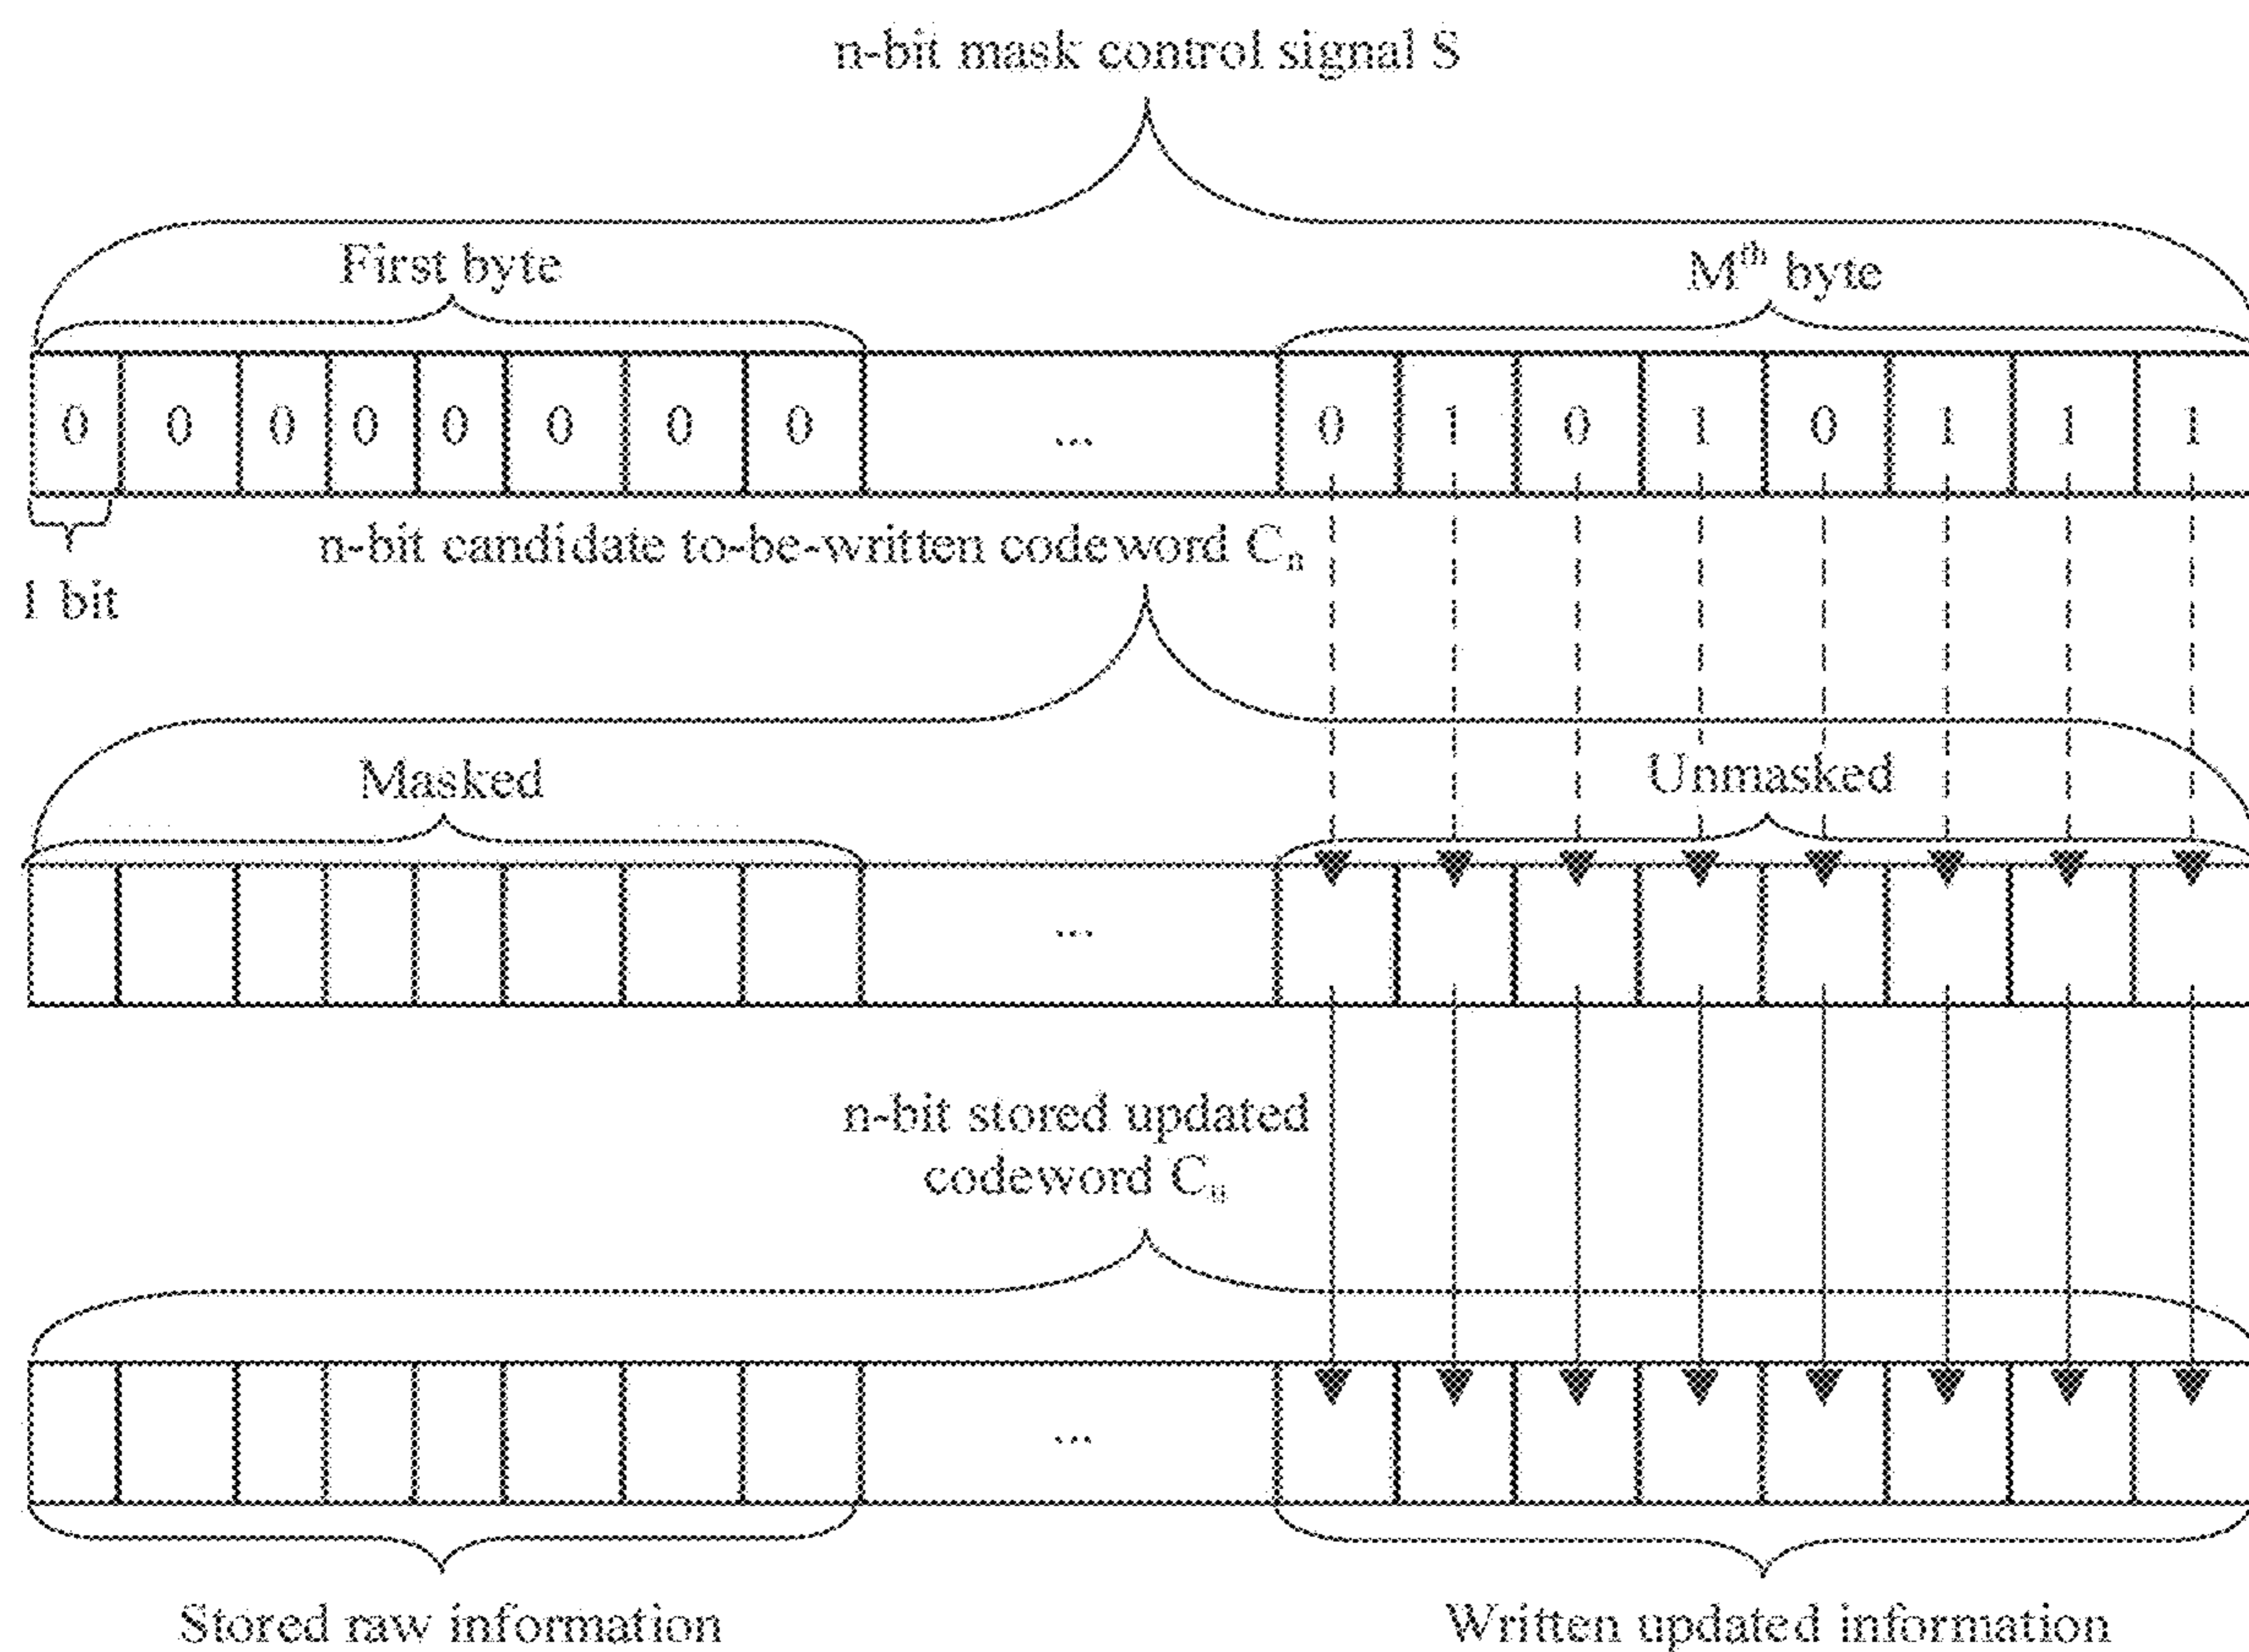 n-bit mask control signal S
First byte
Mth byte
0 0 0 0 0 0 0 0 ... 0 1 0 1 0 1 1 1
1 bit
n-bit candidate to-be-written codeword Cn
Masked
Unmasked
...
n-bit stored updated
codeword Cn
...
Stored raw information
Written updated information